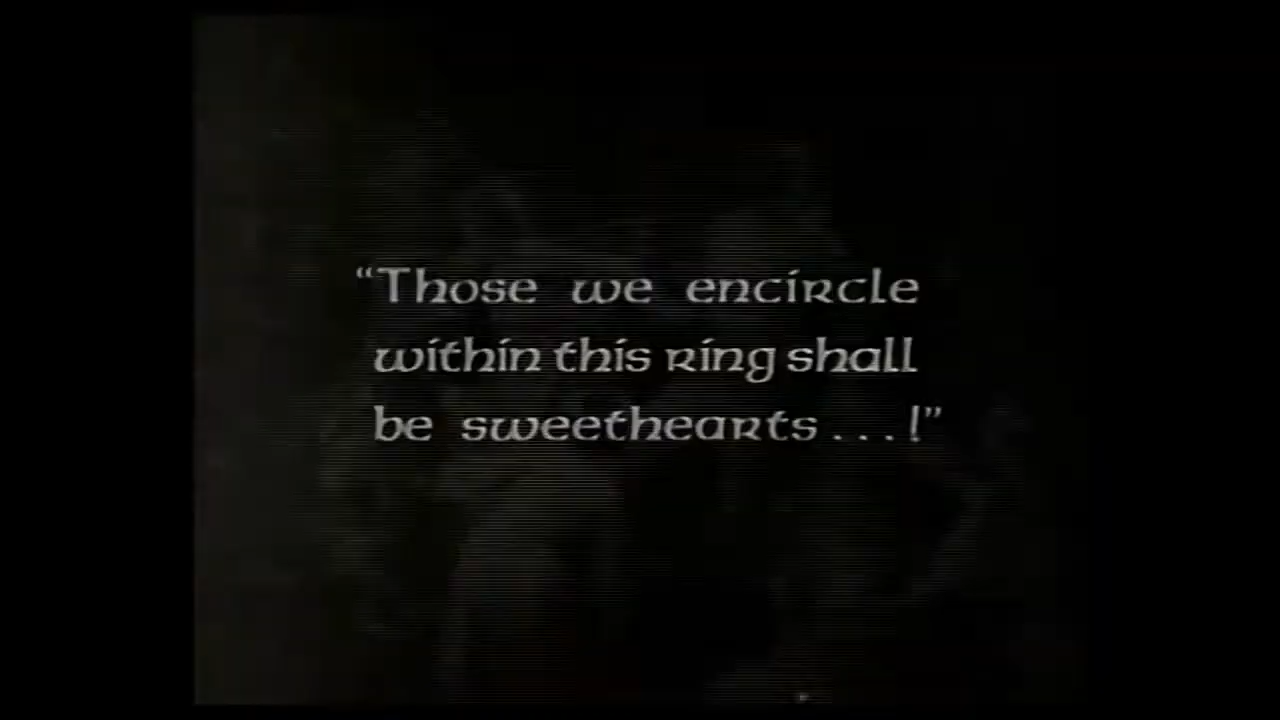 “Those we encircle
within this ring shall
be sweethearts...!”